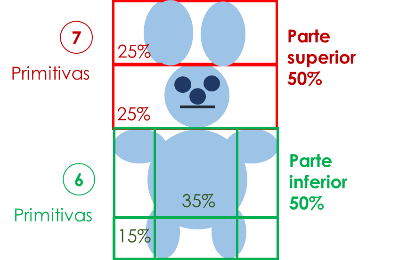 7
Primitivas
25%
25%
Parte
superior
50%
6
Primitivas
35%
15%
Parte
inferior
50%